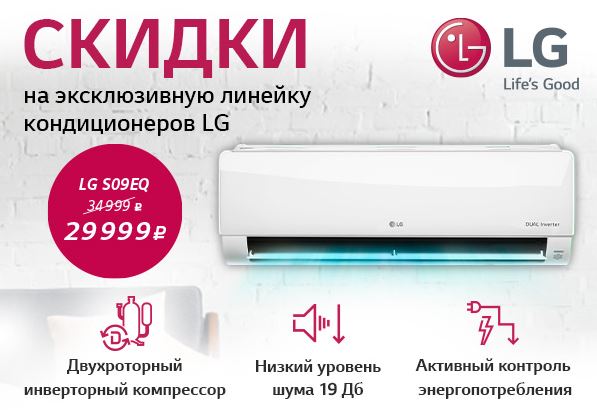 СКИДКИ
на эксклюзивную линейку
кондиционеров LG
LG
Life's Good
LG S09EQ
34 999 ₽
29 999 ₽
LG
DUAL Inverter
Двухроторный
инверторный компрессор
Низкий уровень
шума 19 Дб
Активный контроль
энергопотребления